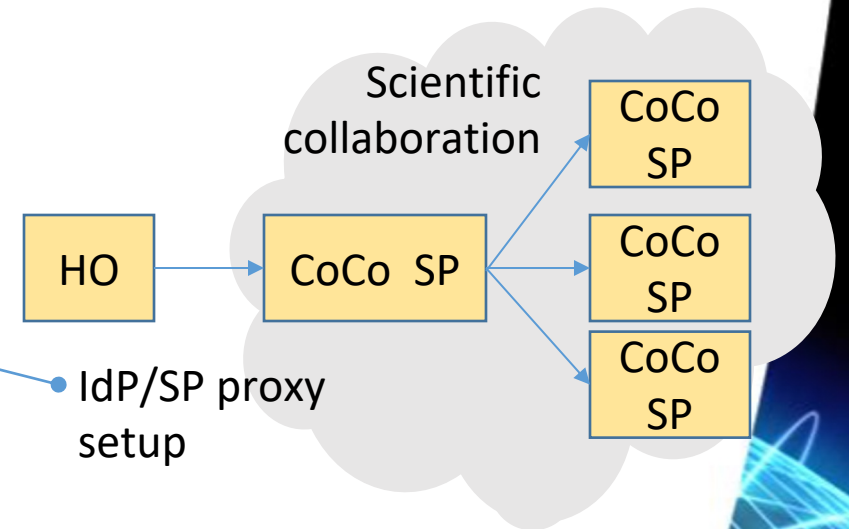 Scientific
collaboration
HO
CoCo SP
CoCo
SP
CoCo
SP
CoCo
SP
IdP/SP proxy
setup